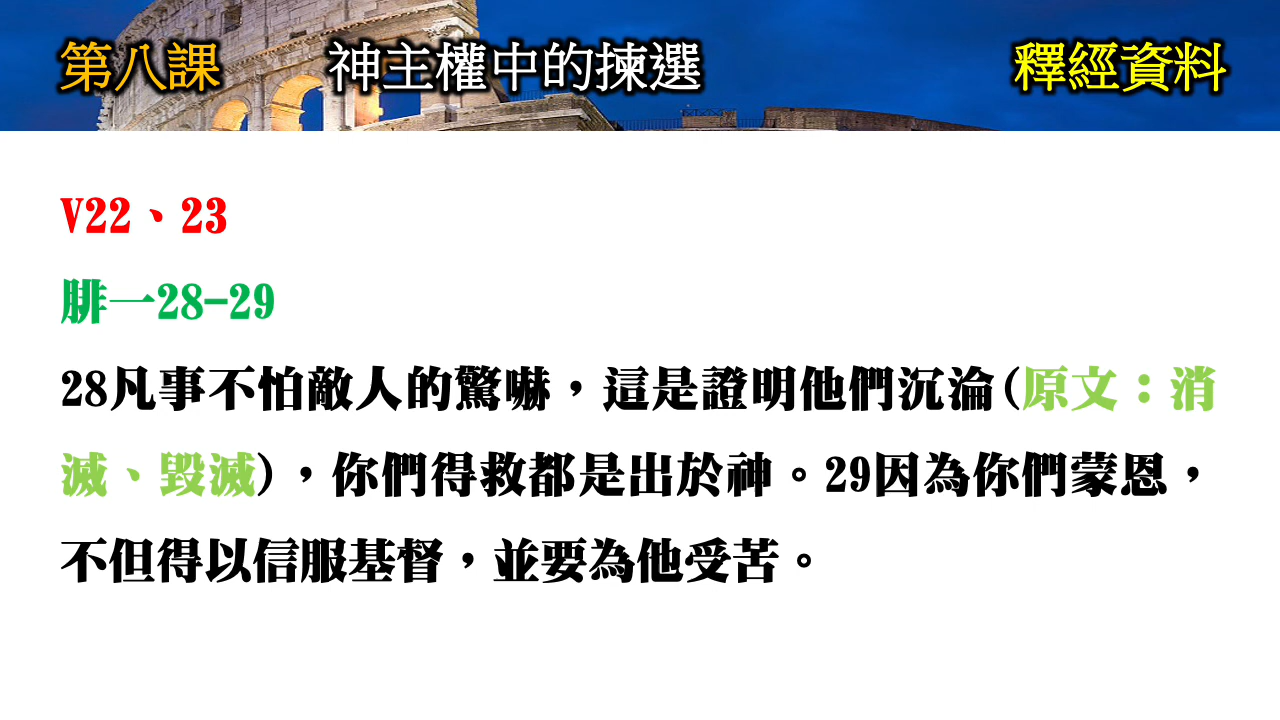 第八課 神主權中的揀選 釋經資料
V22、23
腓一28-29
28凡事不怕敵人的驚嚇，這是證明他們沉淪(原文：消
滅、毀滅)，你們得救都是出於神。29因為你們蒙恩，
不但得以信服基督，並要為他受苦。